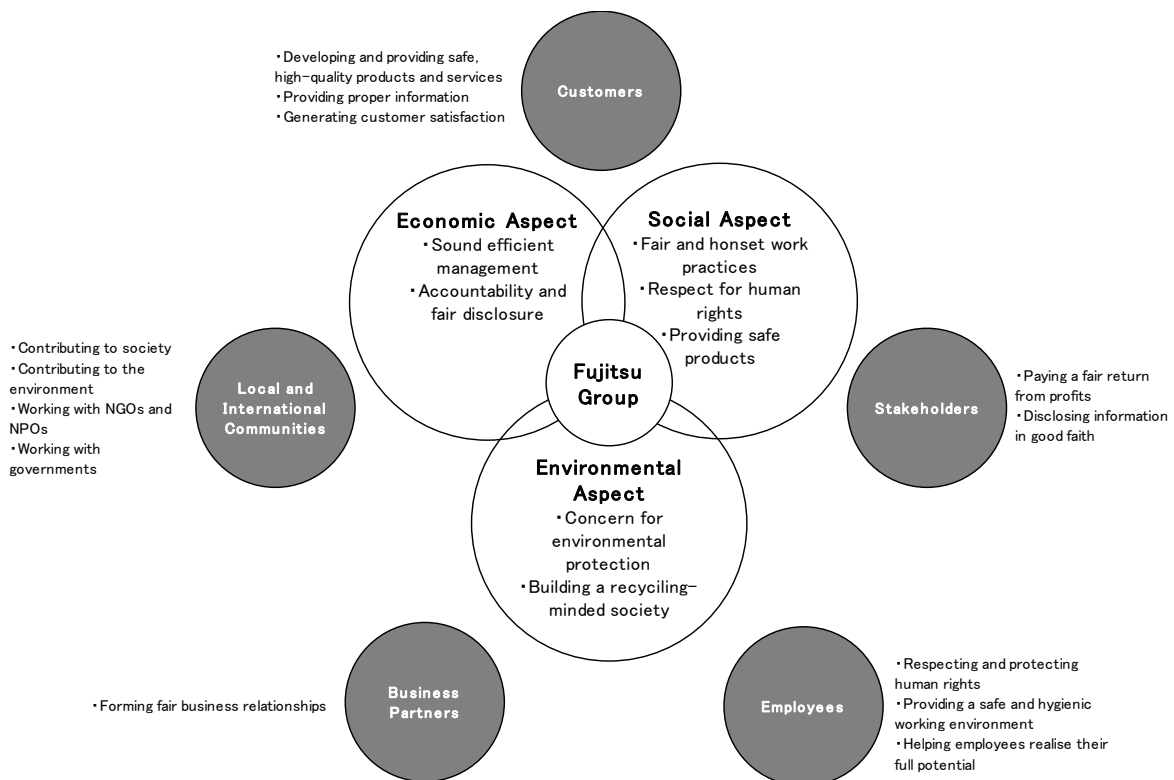 ・Developing and providing safe,
high-quality products and services
・Providing proper information
・Generating customer satisfaction
Customers
Economic Aspect
・Sound efficient
management
・Accountability and
fair disclosure
Social Aspect
・Fair and honset work
practices
・Respect for human
rights
・Providing safe
products
Fujitsu
Group
・Contributing to society
・Contributing to the
environment
・Working with NGOs and
NPOs
・Working with
governments
Local and
International
Communities
Stakeholders
・Paying a fair return
from profits
・Disclosing information
in good faith
Environmental
Aspect
・Concern for
environmental
protection
・Building a recyciling-
minded society
・Forming fair business relationships
Business
Partners
Employees
・Respecting and protecting
human rights
・Providing a safe and hygienic
working environment
・Helping employees realise their
full potential